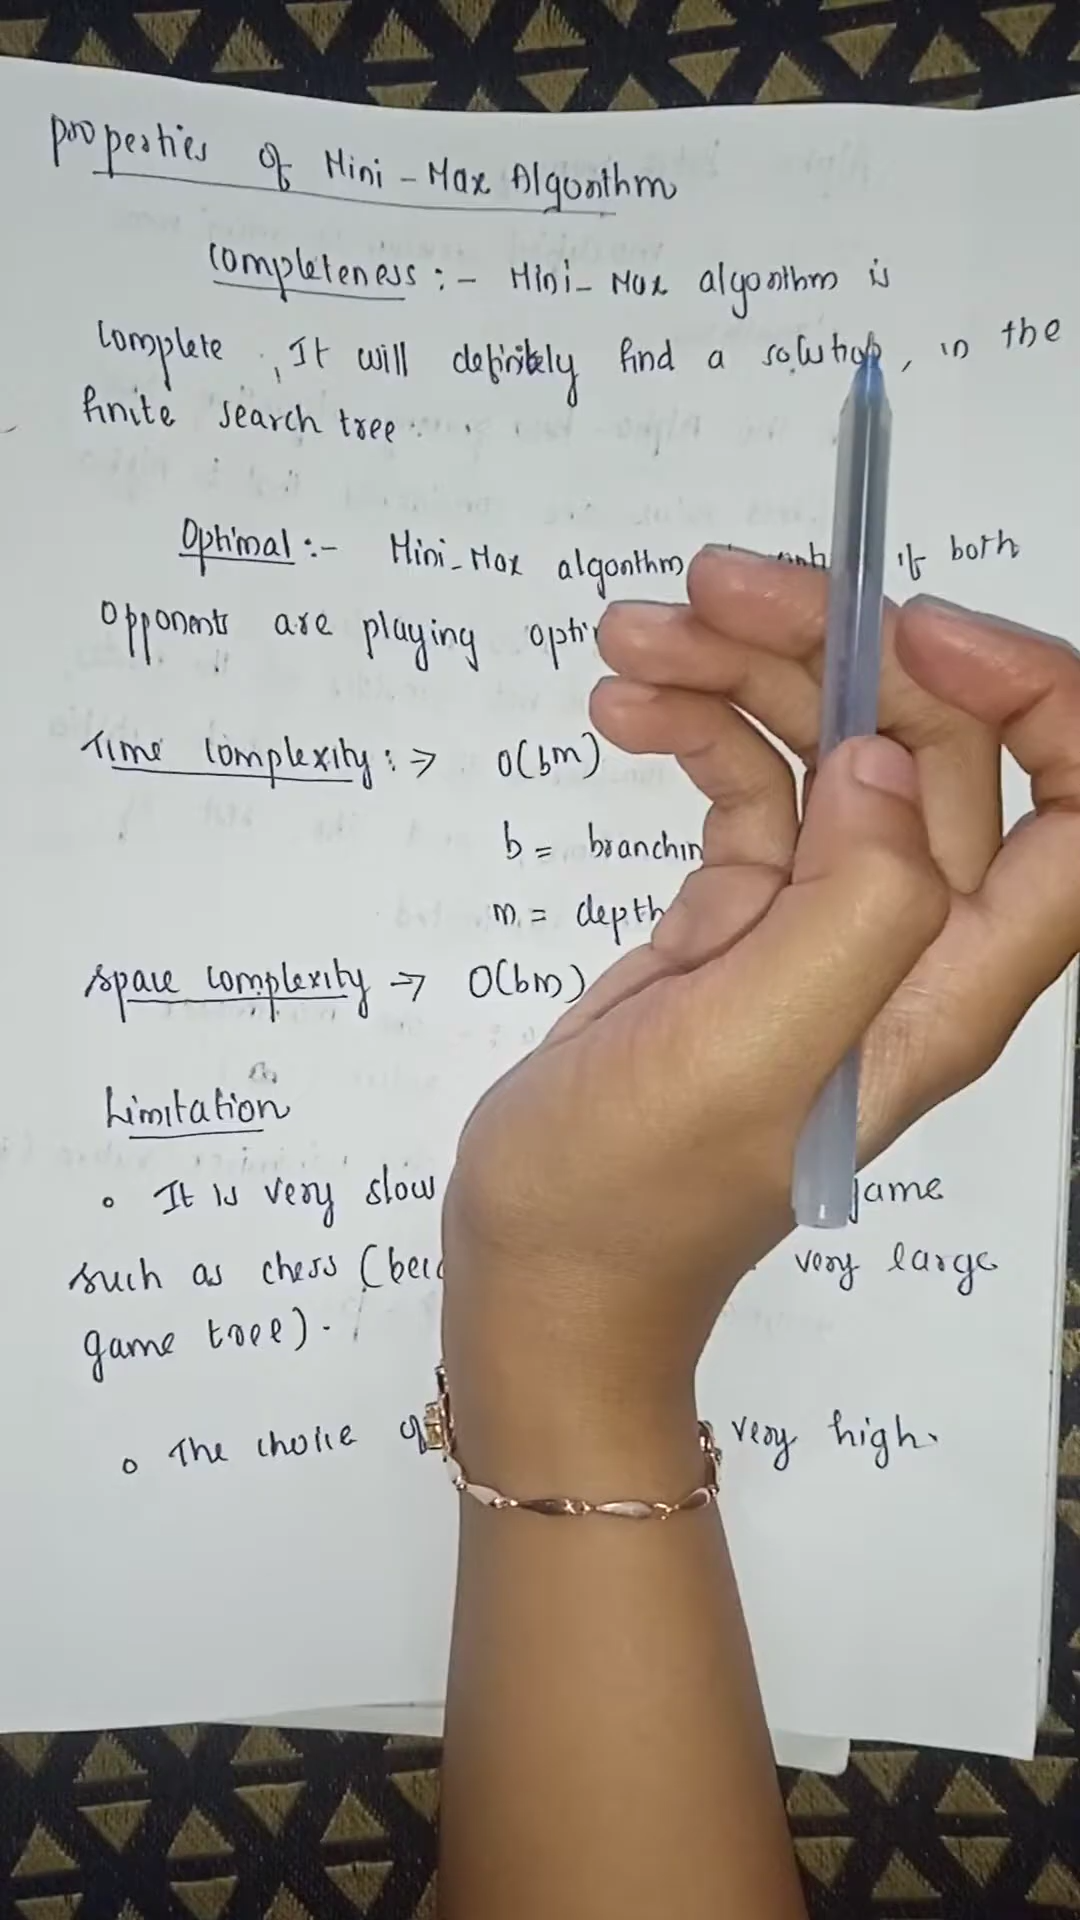 properties of Mini - Max Algorithm
Completeness :- Mini - Max algorithm is
complete, It will definitely find a solution, in the
finite search tree.
Optimal :- Mini - Max algorithm if both
opponents are playing
Time complexity : → O(bm)
b =
m = depth
space complexity → O(bm)
Limitation
• It is very slow game
such as chess ( very large
game tree).
• The choice of very high.